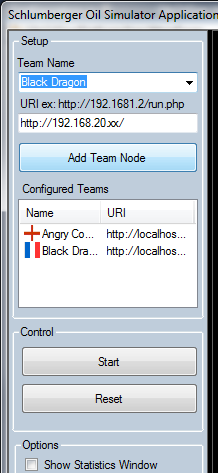 Schlumberger Oil Simulator Application
Setup
Team Name
Black Dragon
URI ex: http://192.1681.2/run.php
http://192.168.20.xx/
Add Team Node
Configured Teams
Name URI
Angry Co... http://localhos...
Black Dra... http://localhos...
Control
Start
Reset
Options
Show Statistics Window